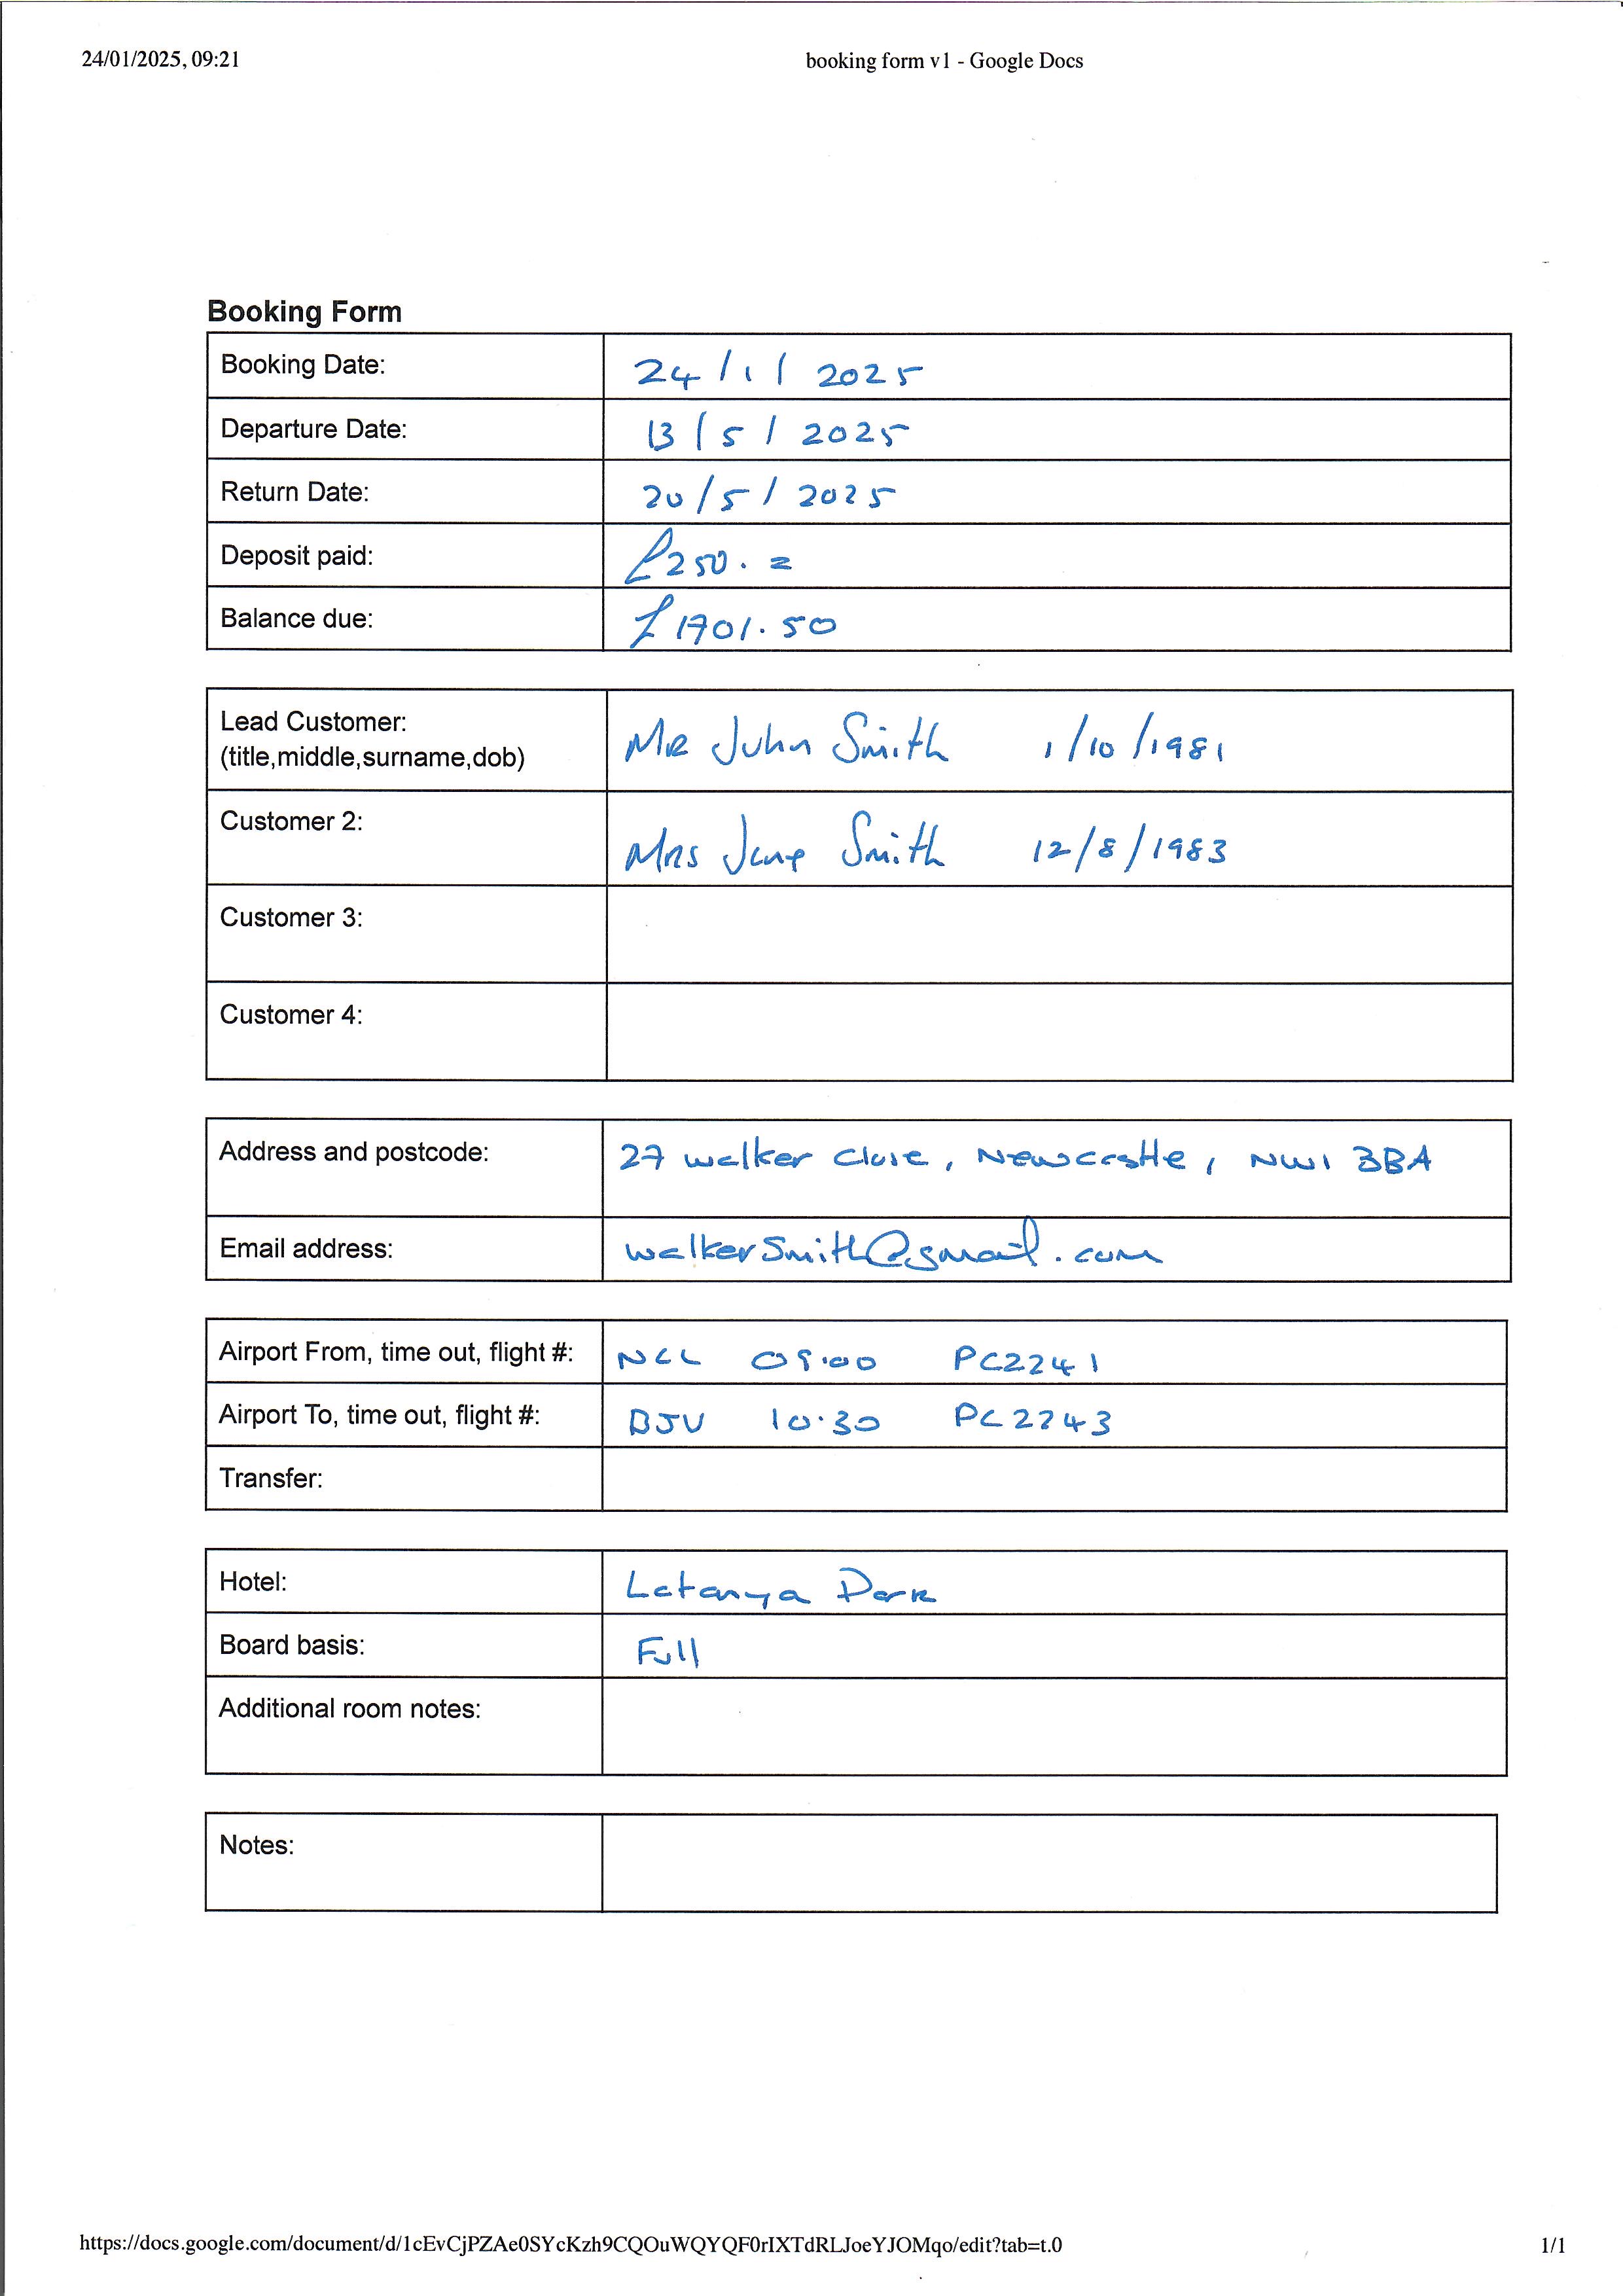 24/01/2025, 09:21 booking form v1 - Google Docs
Booking Form
Booking Date: 24/1/2025
Departure Date: 13/5/2025
Return Date: 20/5/2025
Deposit paid: £250.=
Balance due: £1701.50
Lead Customer: Mr John Smith 1/10/1981
(title,middle,surname,dob)
Customer 2: Mrs Jane Smith 12/8/1983
Customer 3:
Customer 4:
Address and postcode: 27 Walker Close, Newcastle, NW1 3BA
Email address: walkerSmith@gmail.com
Airport From, time out, flight #: NCL 09:00 PC2241
Airport To, time out, flight #: BJV 10.30 PC2243
Transfer:
Hotel: Latanya Park
Board basis: Full
Additional room notes:
Notes:
https://docs.google.com/document/d/1cEvCjPZAe0SYcKzh9CQOuWQYQF0rIXTdRLJoeYJOMqo/edit?tab=t.0 1/1